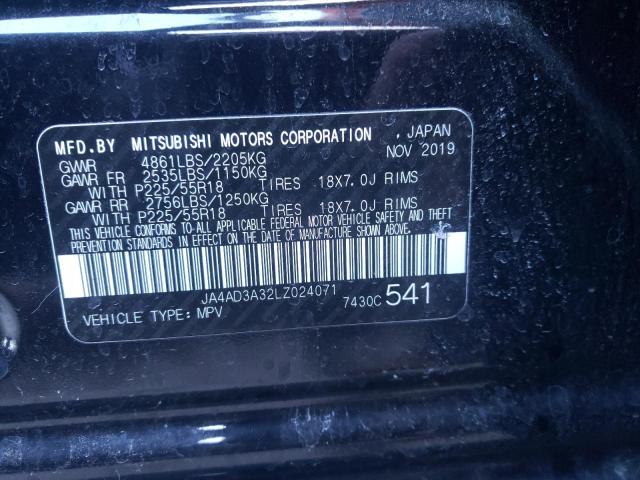 MFD.BY MITSUBISHI MOTORS CORPORATION , JAPAN
GVWR 4861LBS/2205KG NOV 2019
GAWR FR 2535LBS/1150KG
WITH P225/55R18 TIRES 18X7.0J RIMS
GAWR RR 2756LBS/1250KG
WITH P225/55R18 TIRES 18X7.0J RIMS
THIS VEHICLE CONFORMS TO ALL APPLICABLE FEDERAL MOTOR VEHICLE SAFETY AND THEFT
PREVENTION STANDARDS IN EFFECT ON THE DATE OF MANUFACTURE SHOWN ABOVE.
JA4AD3A32LZ024071
VEHICLE TYPE: MPV 7430C 541